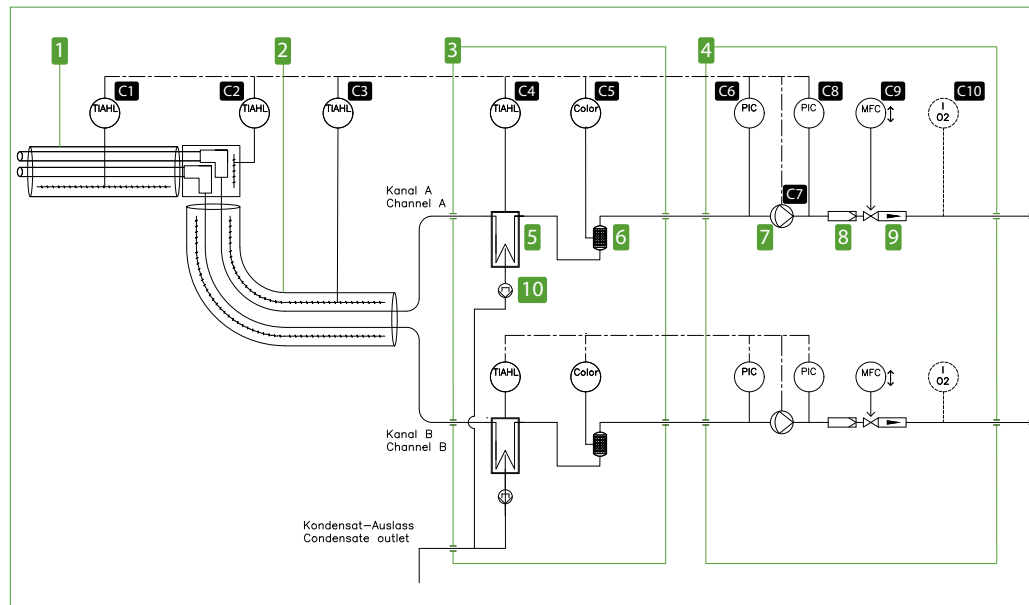 1
2
3
4
C1
C2
C3
C4
C5
C6
C8
C9
C10
TIAHL
TIAHL
TIAHL
TIAHL
Color
PIC
PIC
MFC
I
O2
C7
Kanal A
Channel A
5
6
7
8
9
10
TIAHL
Color
PIC
PIC
MFC
I
O2
Kanal B
Channel B
Kondensat-Auslass
Condensate outlet